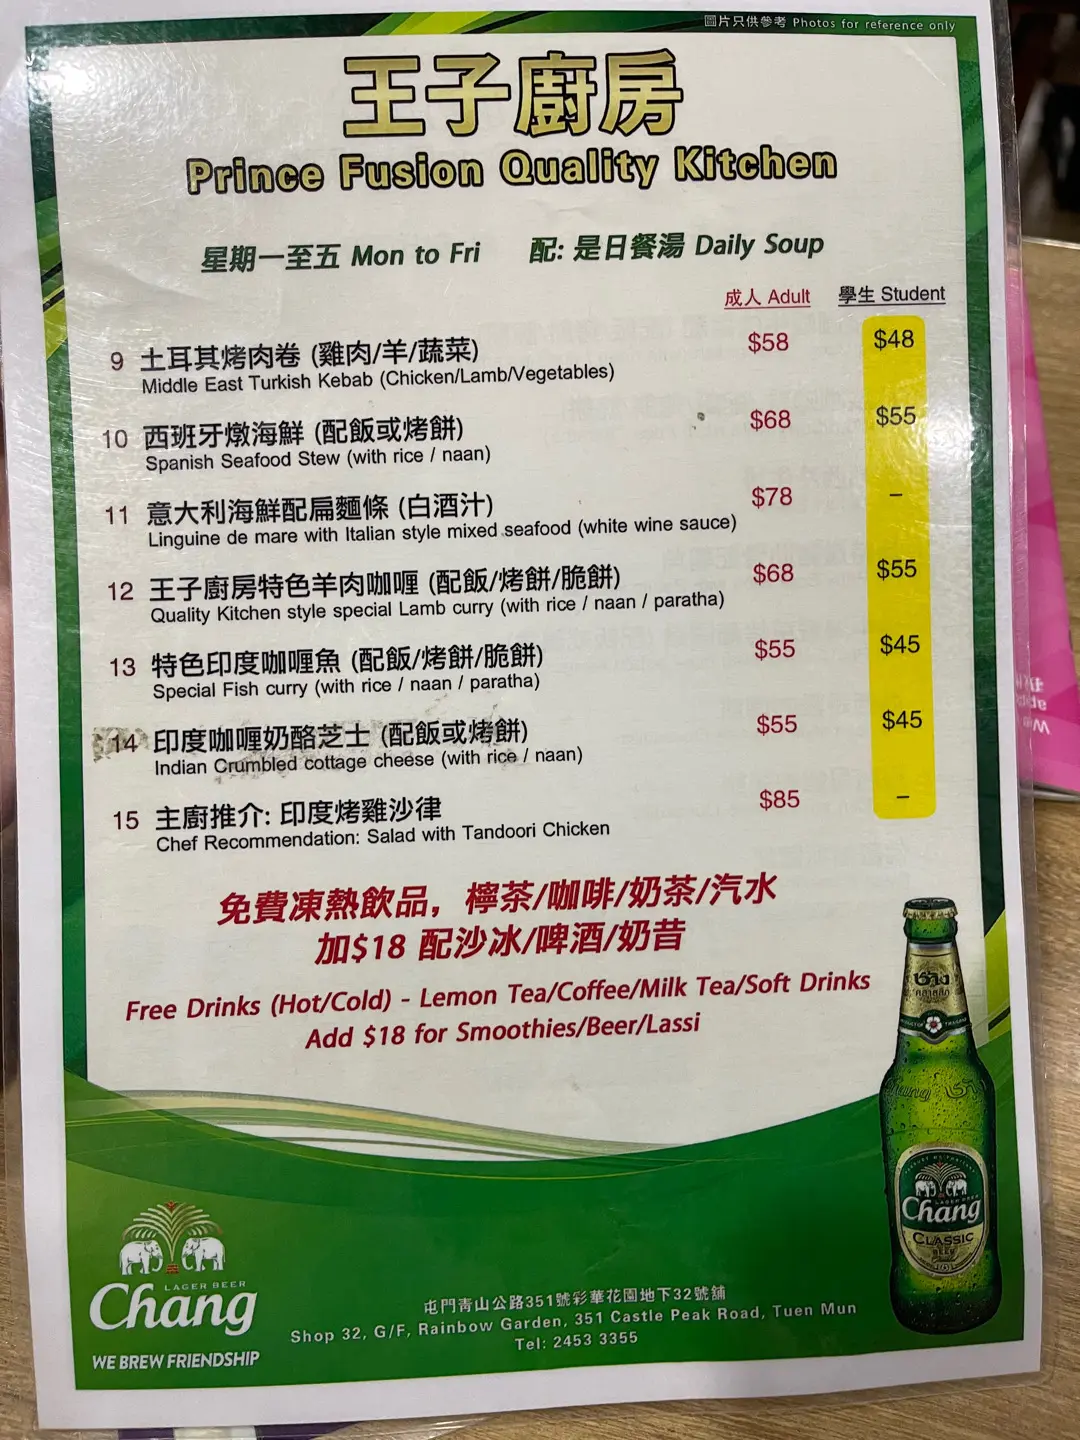 圖片只供參考 Photos for reference only
王子廚房
Prince Fusion Quality Kitchen
星期一至五 Mon to Fri 配: 是日餐湯 Daily Soup
成人 Adult 學生 Student
9 土耳其烤肉卷 (雞肉/羊/蔬菜) $58 $48
Middle East Turkish Kebab (Chicken/Lamb/Vegetables)
10 西班牙燉海鮮 (配飯或烤餅) $68 $55
Spanish Seafood Stew (with rice / naan)
11 意大利海鮮配扁麵條 (白酒汁) $78 –
Linguine de mare with Italian style mixed seafood (white wine sauce)
12 王子廚房特色羊肉咖喱 (配飯/烤餅/脆餅) $68 $55
Quality Kitchen style special Lamb curry (with rice / naan / paratha)
13 特色印度咖喱魚 (配飯/烤餅/脆餅) $55 $45
Special Fish curry (with rice / naan / paratha)
14 印度咖喱奶酪芝士 (配飯或烤餅) $55 $45
Indian Crumbled cottage cheese (with rice / naan)
15 主廚推介: 印度烤雞沙律 $85 –
Chef Recommendation: Salad with Tandoori Chicken
免費凍熱飲品，檸茶/咖啡/奶茶/汽水
加$18 配沙冰/啤酒/奶昔
Free Drinks (Hot/Cold) - Lemon Tea/Coffee/Milk Tea/Soft Drinks
Add $18 for Smoothies/Beer/Lassi
ช้าง
คลาสสิก
Chang
CLASSIC
BEER
LAGER BEER
Chang
WE BREW FRIENDSHIP
屯門青山公路351號彩華花園地下32號舖
Shop 32, G/F, Rainbow Garden, 351 Castle Peak Road, Tuen Mun
Tel: 2453 3355